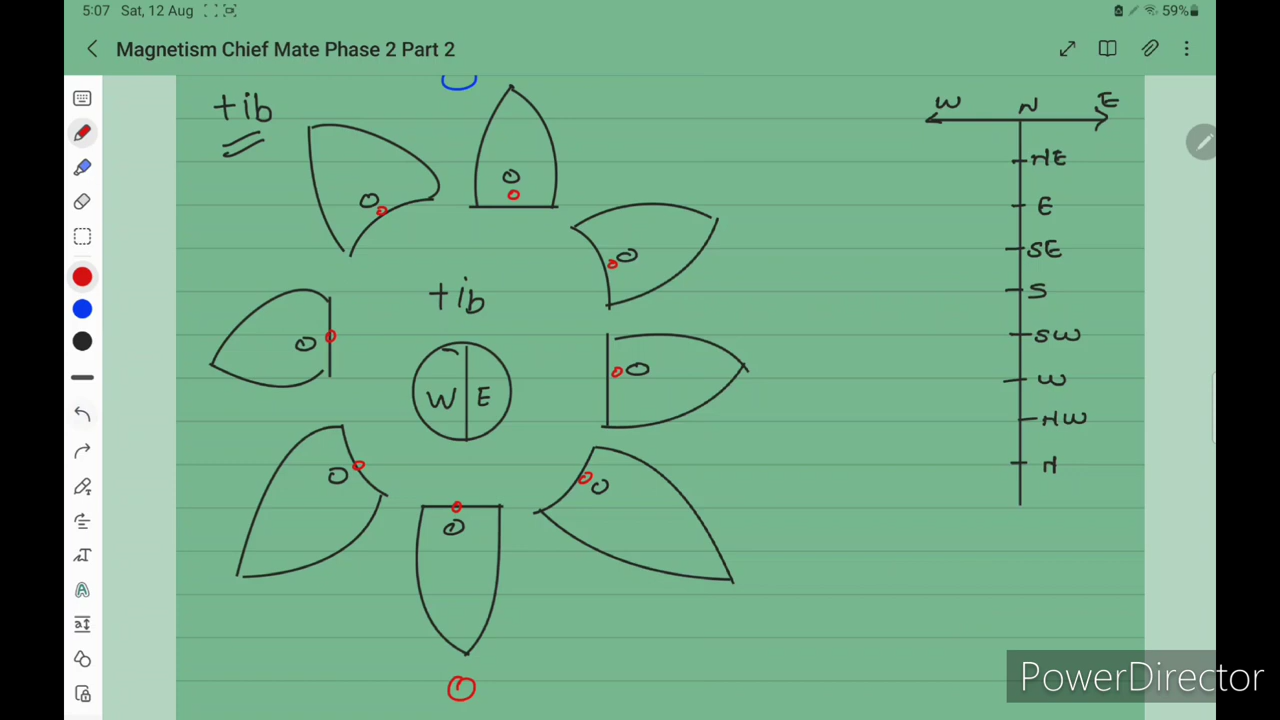 5:07 Sat, 12 Aug 59%
Magnetism Chief Mate Phase 2 Part 2
+ib
W N E
NE
E
SE
S
SW
W
NW
N
+ib
W E
PowerDirector